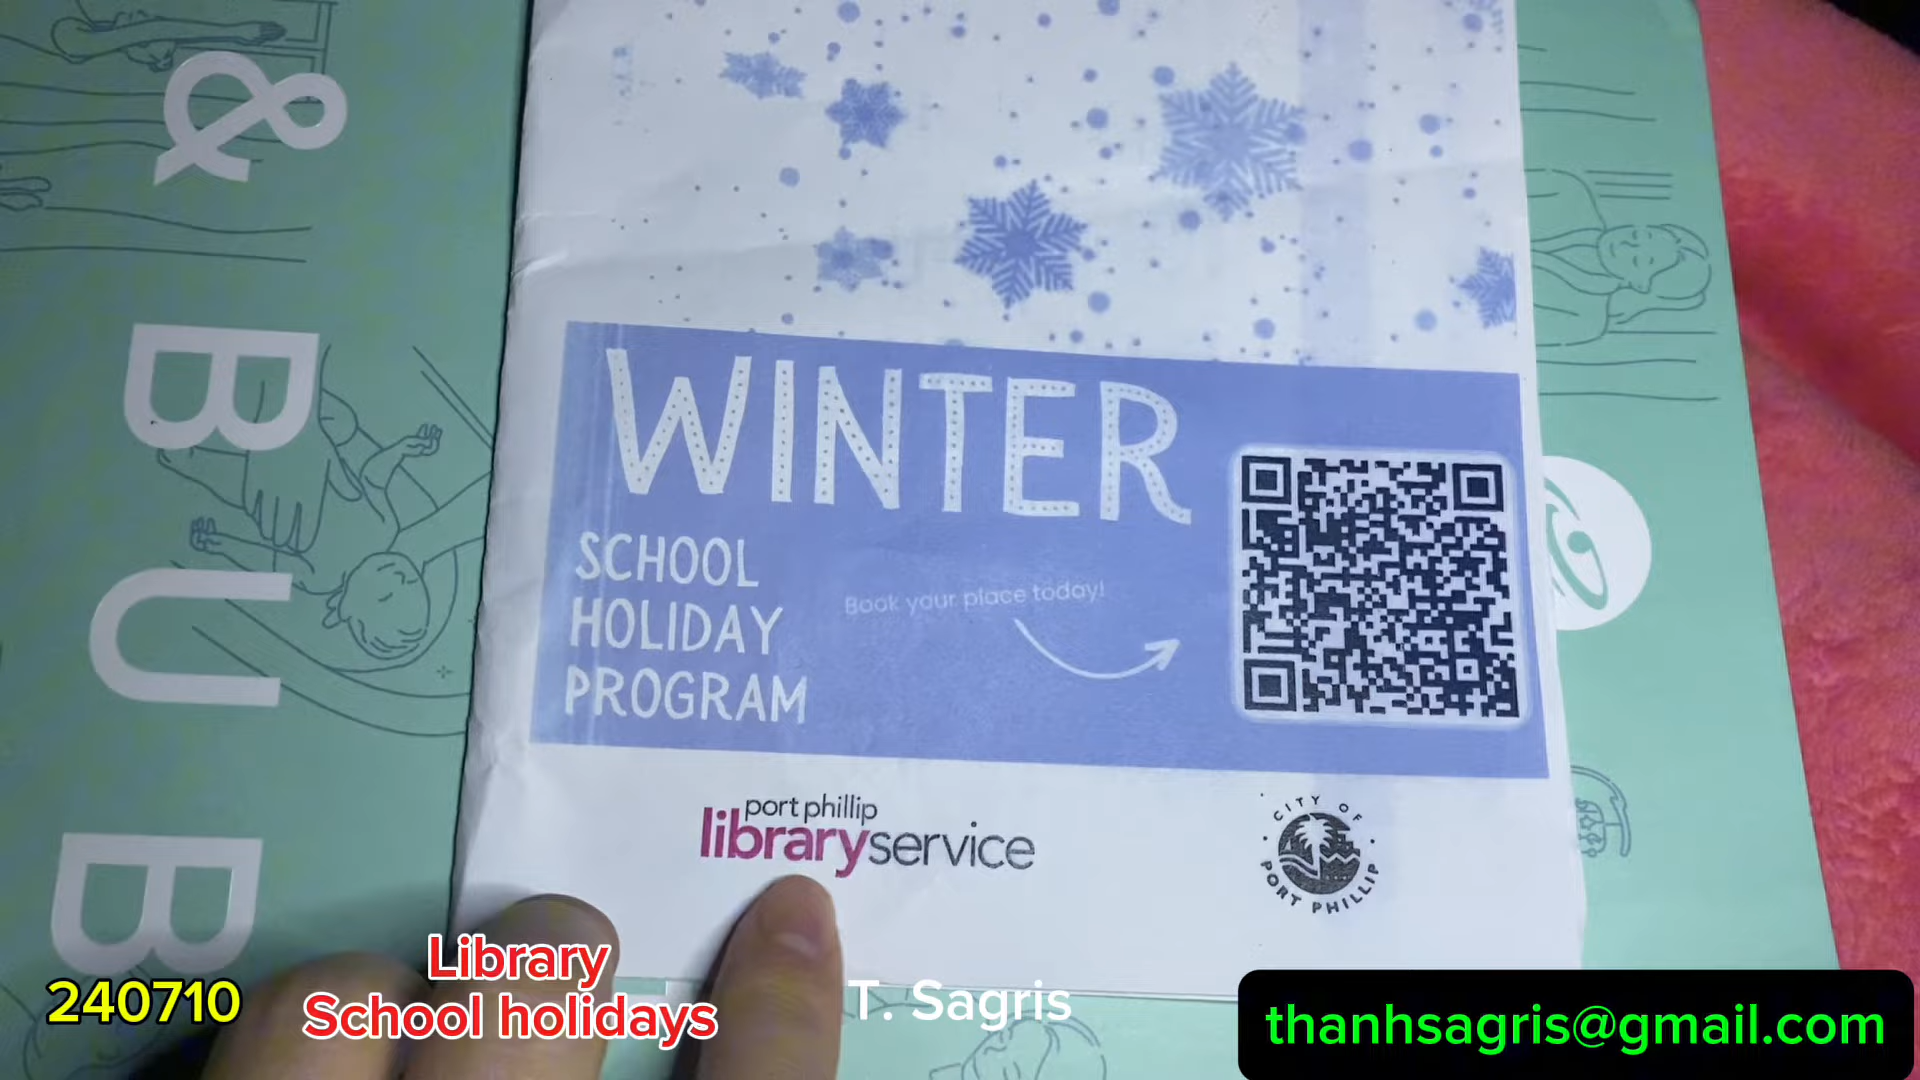 & BUB
WINTER
SCHOOL
HOLIDAY
PROGRAM
Book your place today!
port phillip
libraryservice
CITY OF
PORT PHILLIP
Library
School holidays
240710
T. Sagris
thanhsagris@gmail.com